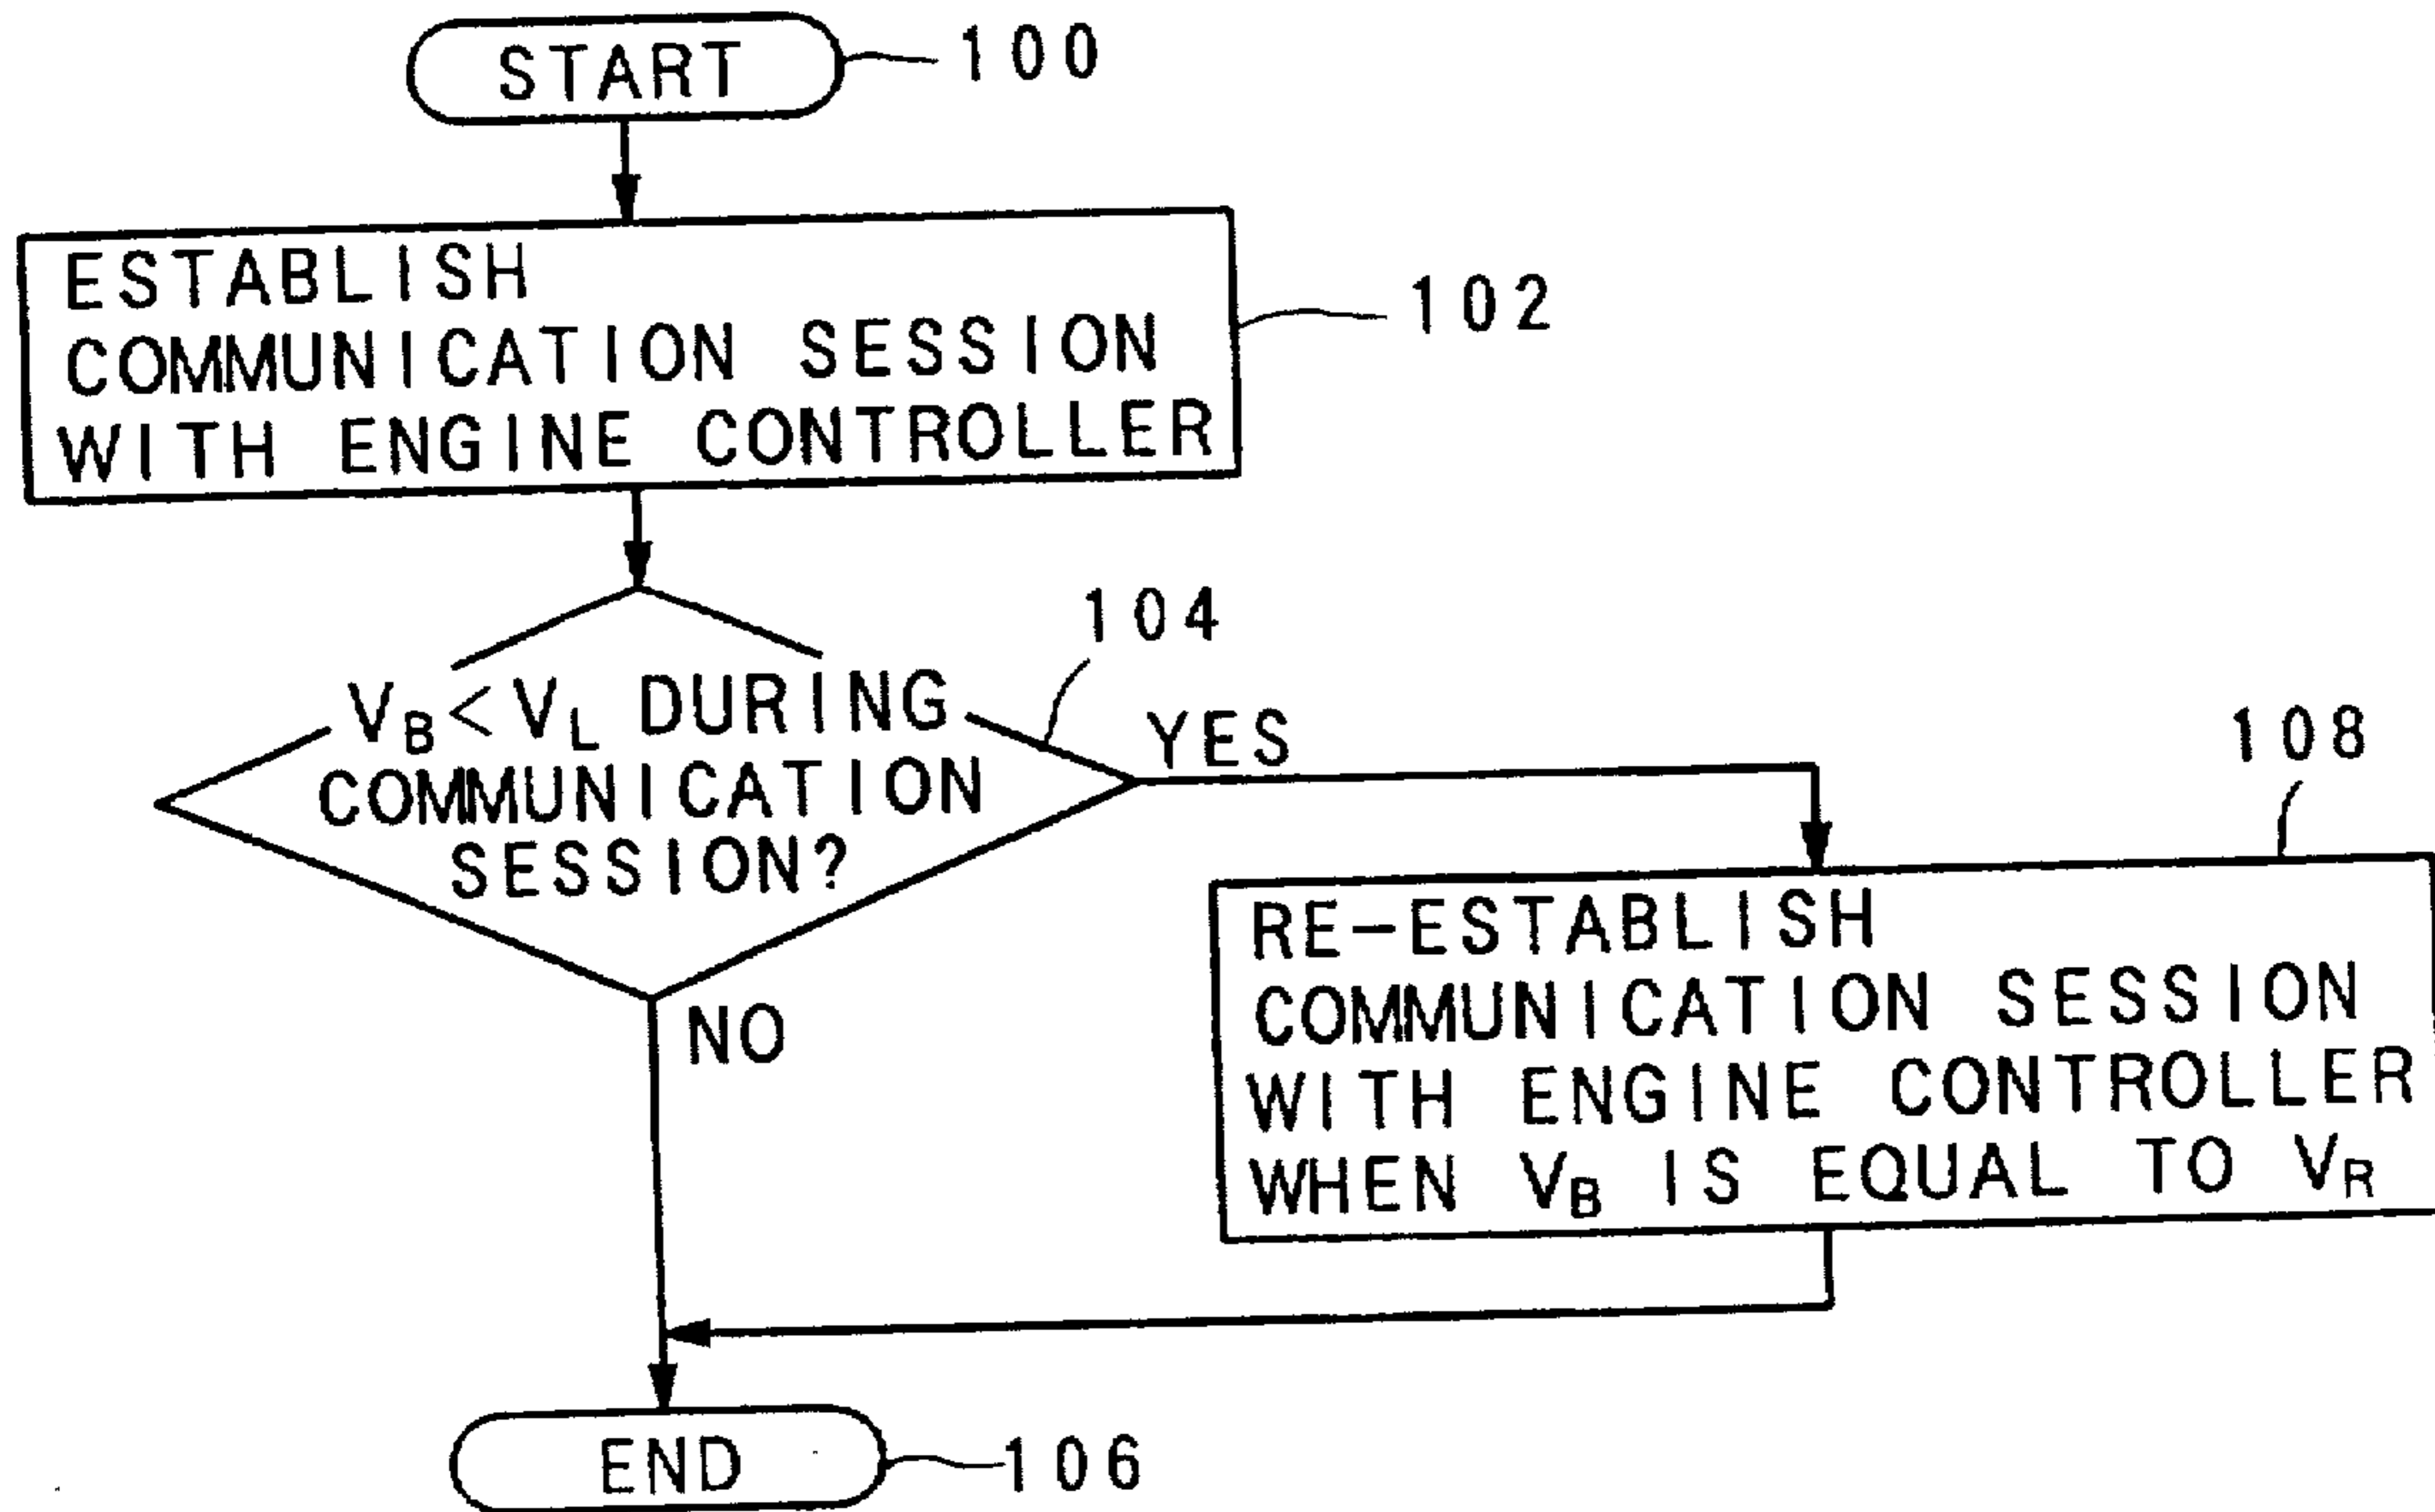 START
100
ESTABLISH
COMMUNICATION SESSION
WITH ENGINE CONTROLLER
102
104
VB < VL DURING
COMMUNICATION
SESSION?
YES
NO
108
RE-ESTABLISH
COMMUNICATION SESSION
WITH ENGINE CONTROLLER
WHEN VB IS EQUAL TO VR
END
106